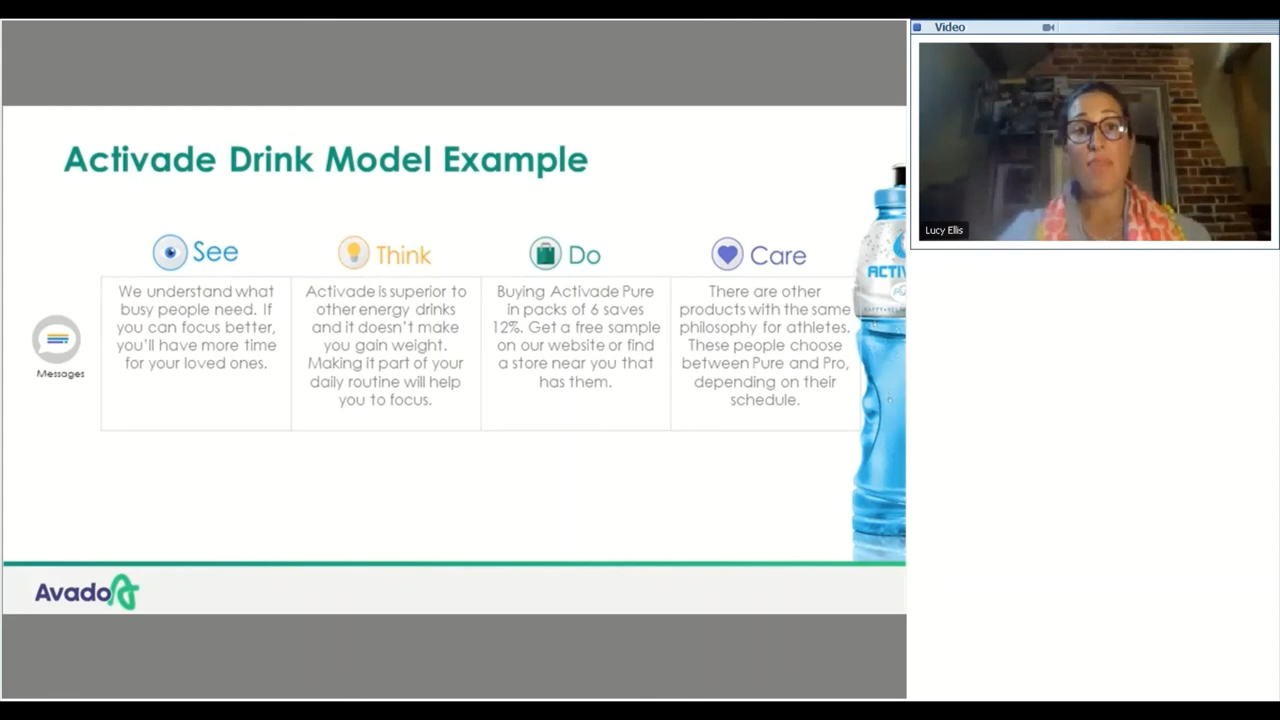 Video
Lucy Ellis
Activade Drink Model Example
See
Think
Do
Care
Messages
We understand what
busy people need. If
you can ocus better,
you'll have more time
for your loved ones.
Activade is superior to
other energy drinks
and it doesn't make
you gain weight.
Making it part of your
daily routine will help
you to focus.
Buying Activade Pure
in packs of 6 saves
12%. Get a free sample
on our website or find
a store near you that
has them.
There are other
products with the same
philosophy for athletes.
These people choose
between Pure and Pro,
depending on their
schedule.
ACTIV
Avado